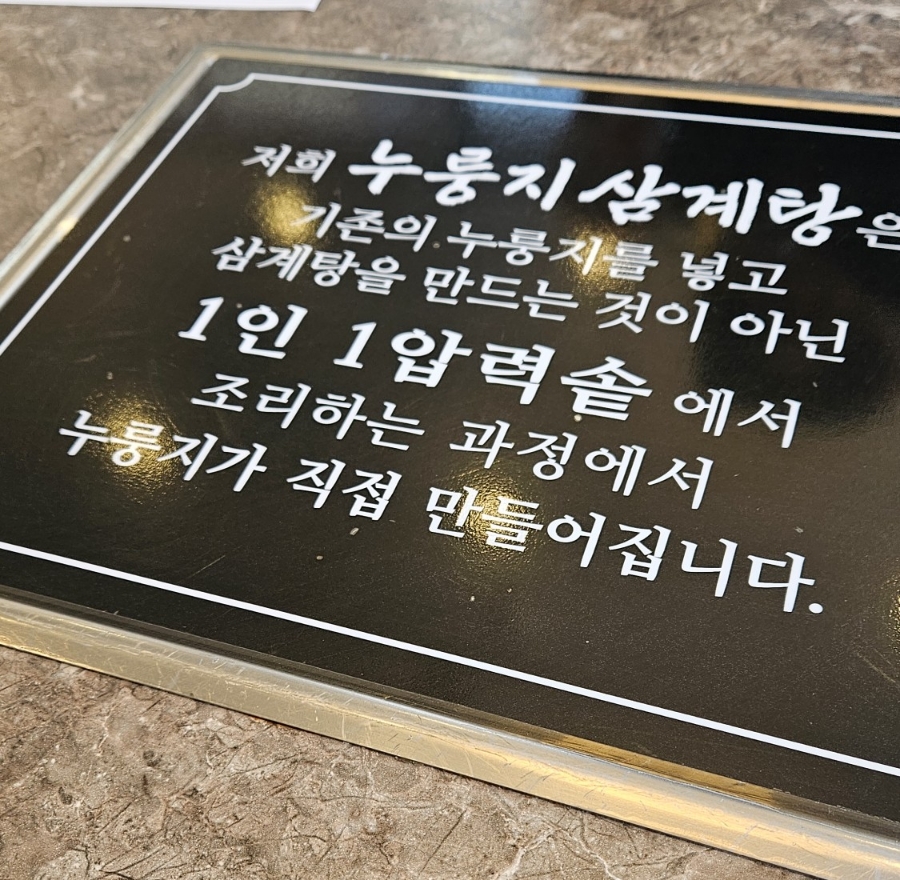 저희 누룽지 삼계탕은
기존의 누룽지를 넣고
삼계탕을 만드는 것이 아닌
1인 1압력솥 에서
조리하는 과정에서
누룽지가 직접 만들어집니다.